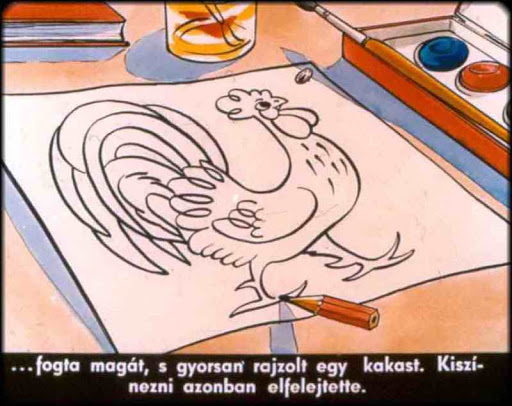 ...fogta magát, s gyorsan rajzolt egy kakast. Kiszí-
nezni azonban elfelejtette.